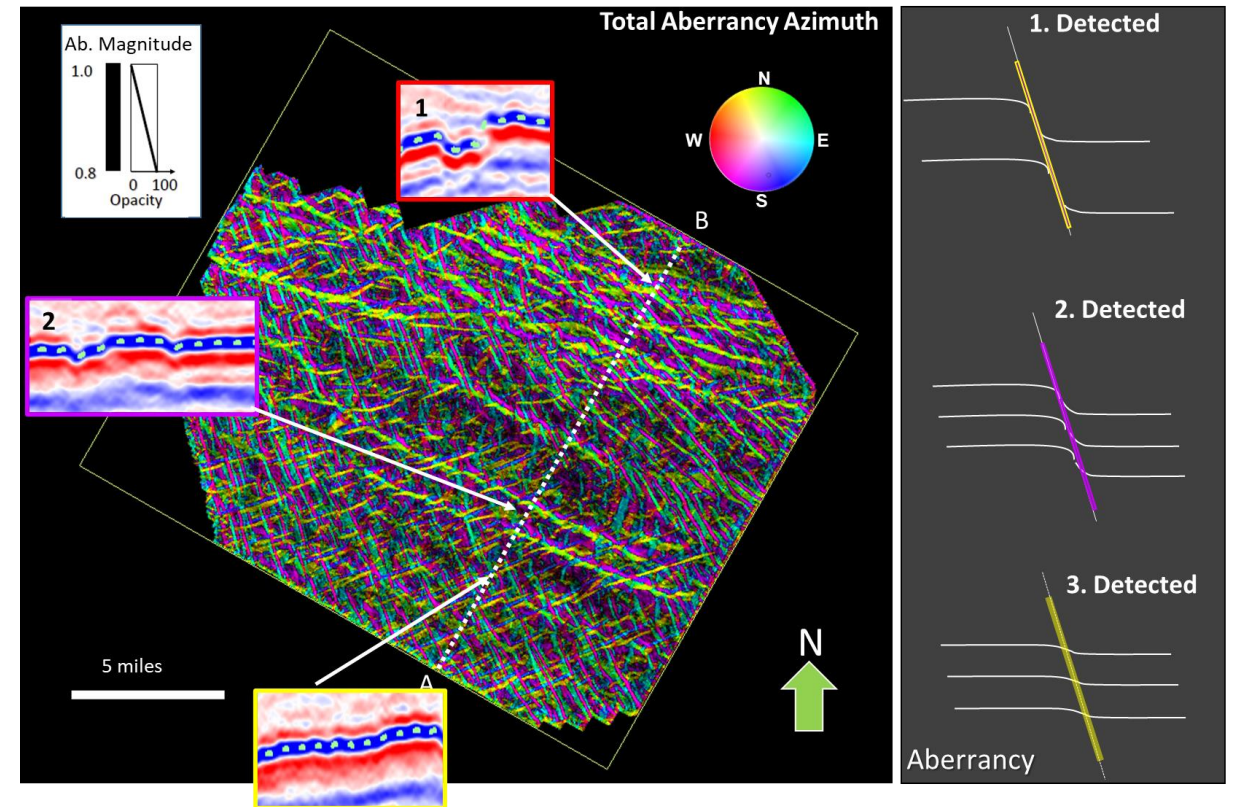 Total Aberrancy Azimuth
Ab. Magnitude
1.0
0.8
0 100
Opacity
1
N
W
E
S
B
2
5 miles
A
N
1. Detected
2. Detected
3. Detected
Aberrancy